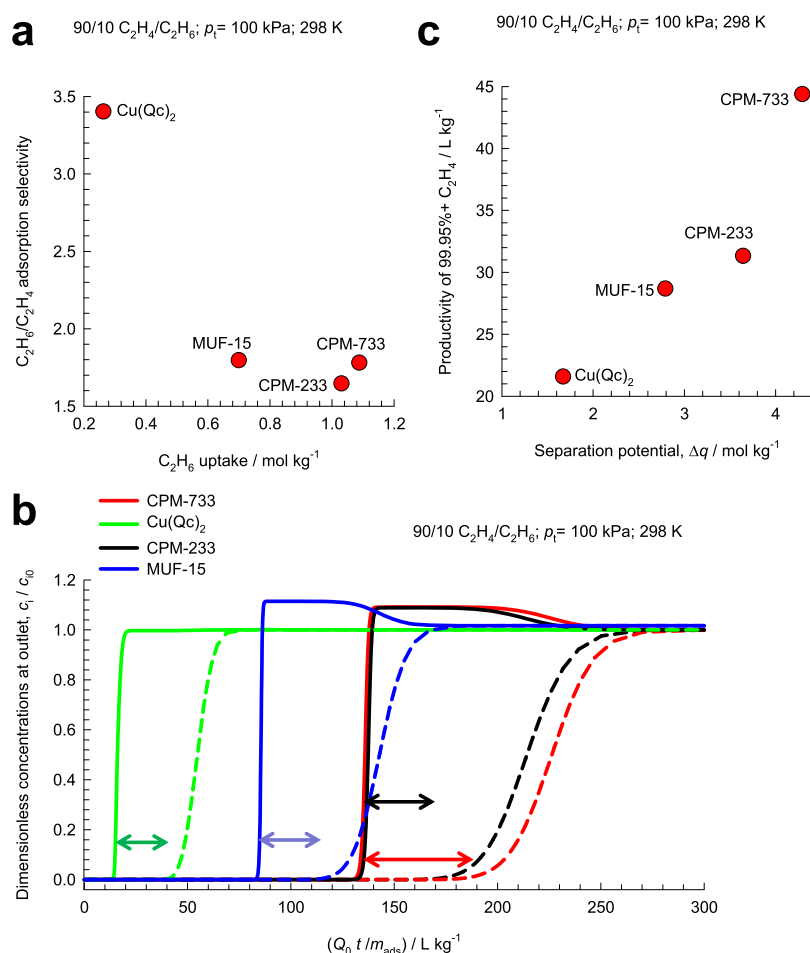 a
90/10 C₂H₄/C₂H₆; pₜ= 100 kPa; 298 K
3.5
3.0
2.5
2.0
1.5
0.2
0.4
0.6
0.8
1.0
1.2
Cu(Qc)₂
MUF-15
CPM-733
CPM-233
C₂H₆/C₂H₄ adsorption selectivity
C₂H₆ uptake / mol kg⁻¹
c
90/10 C₂H₄/C₂H₆; pₜ= 100 kPa; 298 K
45
40
35
30
25
20
1
2
3
4
CPM-733
CPM-233
MUF-15
Cu(Qc)₂
Productivity of 99.95%+ C₂H₄ / L kg⁻¹
Separation potential, Δq / mol kg⁻¹
b
CPM-733
Cu(Qc)₂
CPM-233
MUF-15
90/10 C₂H₄/C₂H₆; pₜ= 100 kPa; 298 K
1.2
1.0
0.8
0.6
0.4
0.2
0.0
0
50
100
150
200
250
300
Dimensionless concentrations at outlet, cᵢ / cᵢ₀
(Q₀ t /m_ads) / L kg⁻¹